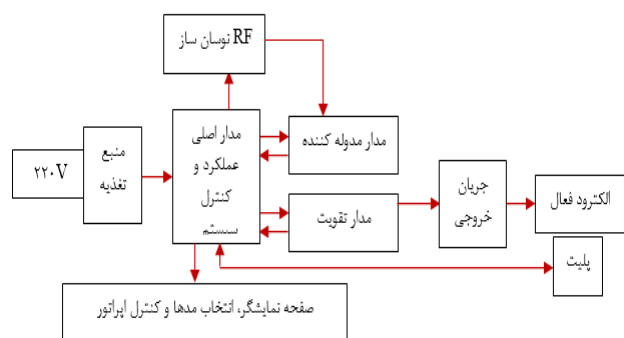 نوسان ساز RF
مدار اصلی
عملکرد و
کنترل
سیستم
مدار مدوله کننده
منبع
تغذیه
۲۲۰V
مدار تقویت
جریان
خروجی
الکترود فعال
پلیت
صفحه نمایشگر، انتخاب مدها و کنترل اپراتور